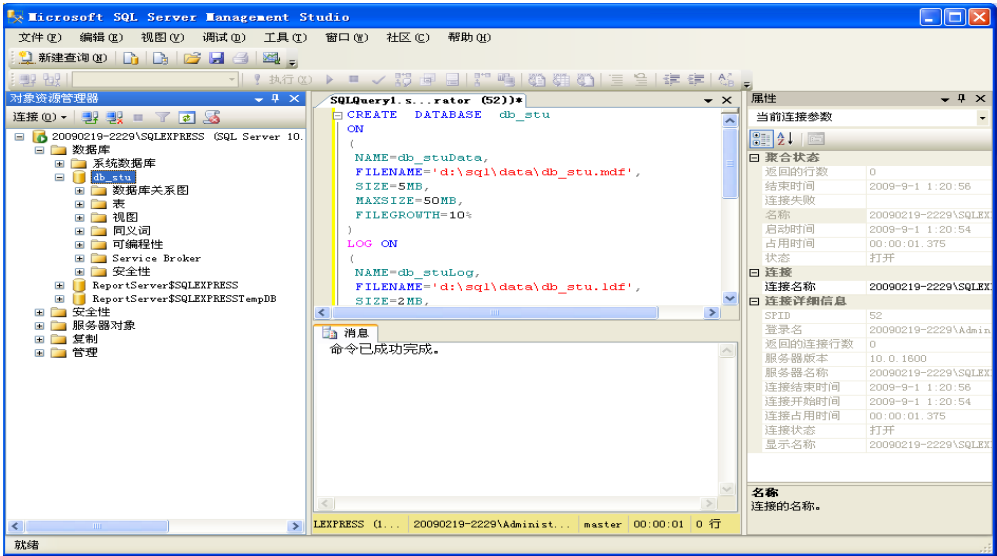 Microsoft SQL Server Management Studio
文件(F) 编辑(E) 视图(V) 调试(D) 工具(T) 窗口(W) 社区(C) 帮助(H)
新建查询(N)
执行(X)
对象资源管理器
连接(O)
20090219-2229\SQLEXPRESS (SQL Server 10.
数据库
系统数据库
db_stu
数据库关系图
表
视图
同义词
可编程性
Service Broker
安全性
ReportServer$SQLEXPRESS
ReportServer$SQLEXPRESSTempDB
安全性
服务器对象
复制
管理
SQLQuery1.s...rator (52))*
CREATE DATABASE db_stu
ON
(
NAME=db_stuData,
FILENAME='d:\sql\data\db_stu.mdf',
SIZE=5MB,
MAXSIZE=50MB,
FILEGROWTH=10%
)
LOG ON
(
NAME=db_stuLog,
FILENAME='d:\sql\data\db_stu.ldf',
SIZE=2MB,
消息
命令已成功完成。
LEXPRESS (1... 20090219-2229\Administ... master 00:00:01 0 行
属性
当前连接参数
聚合状态
返回的行数 0
结束时间 2009-9-1 1:20:56
连接失败
名称 20090219-2229\SQLEX
启动时间 2009-9-1 1:20:54
占用时间 00:00:01.375
状态 打开
连接
连接名称 20090219-2229\SQLEX
连接详细信息
SPID 52
登录名 20090219-2229\Admin
返回的连接行数 0
服务器版本 10.0.1600
服务器名称 20090219-2229\SQLEX
连接结束时间 2009-9-1 1:20:56
连接开始时间 2009-9-1 1:20:54
连接占用时间 00:00:01.375
连接状态 打开
显示名称 20090219-2229\SQLEX
名称
连接的名称。
就绪